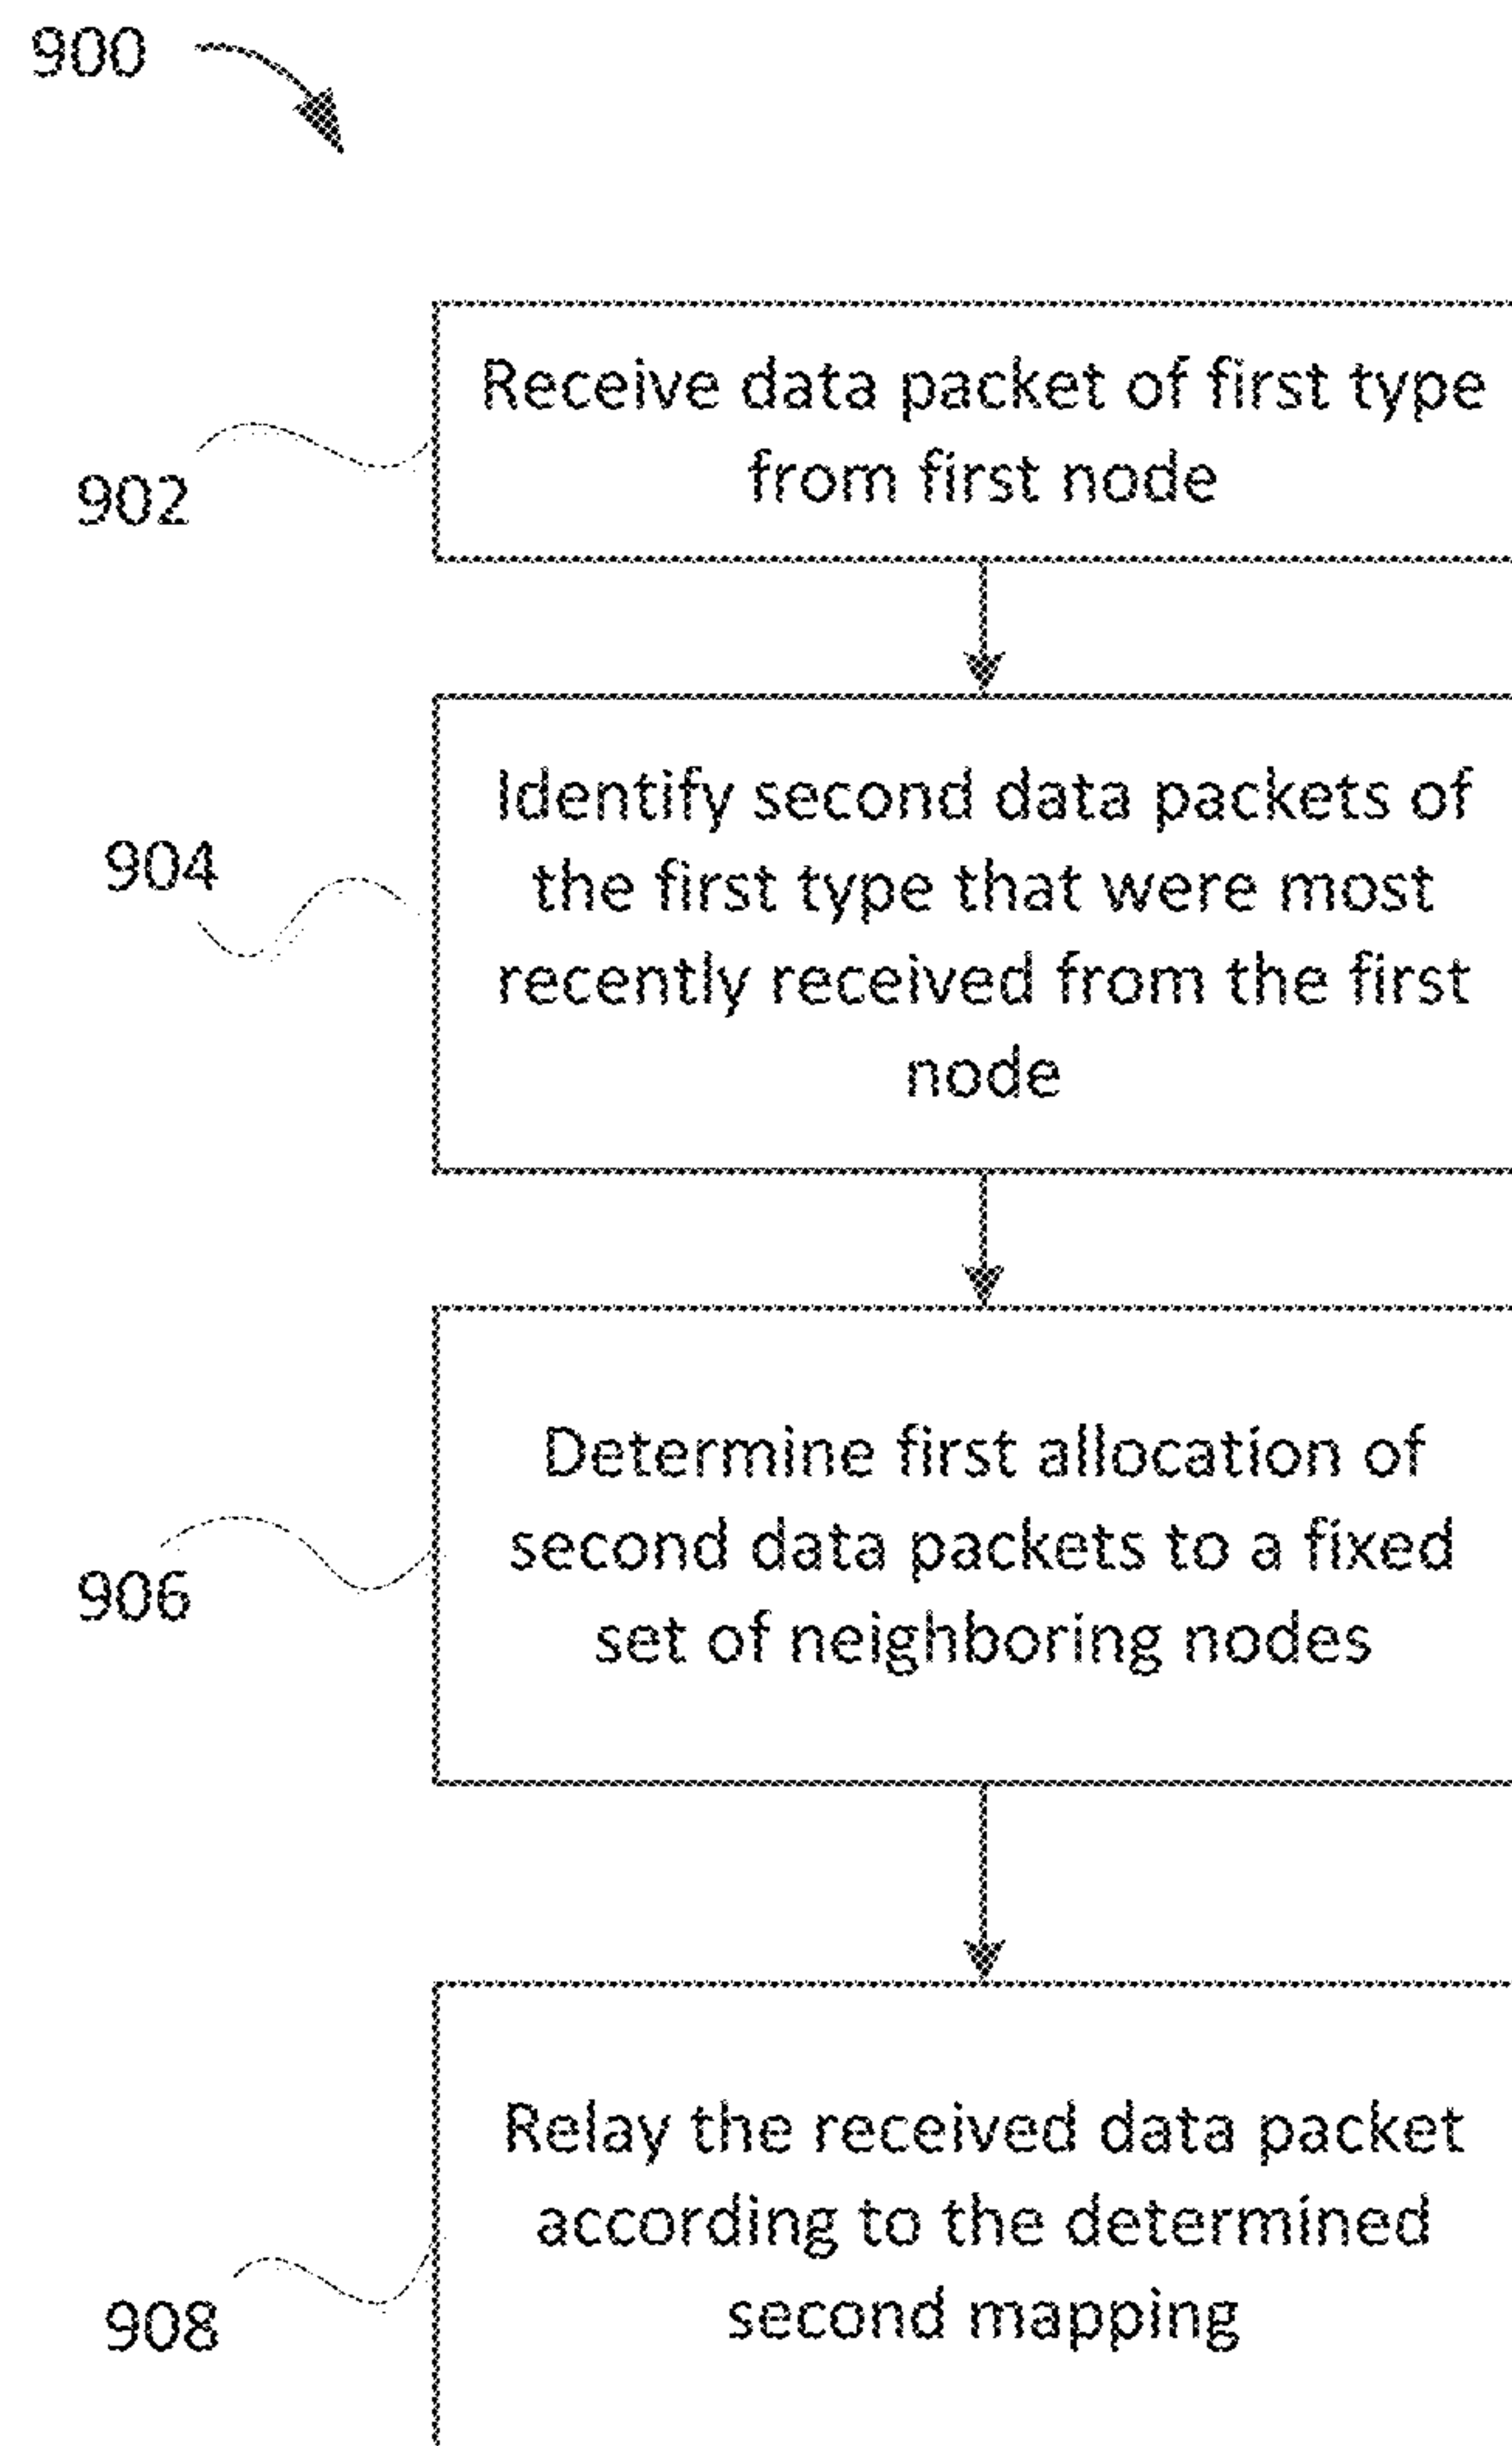 900
Receive data packet of first type
from first node
902
Identify second data packets of
the first type that were most
recently received from the first
node
904
Determine first allocation of
second data packets to a fixed
set of neighboring nodes
906
Relay the received data packet
according to the determined
second mapping
908